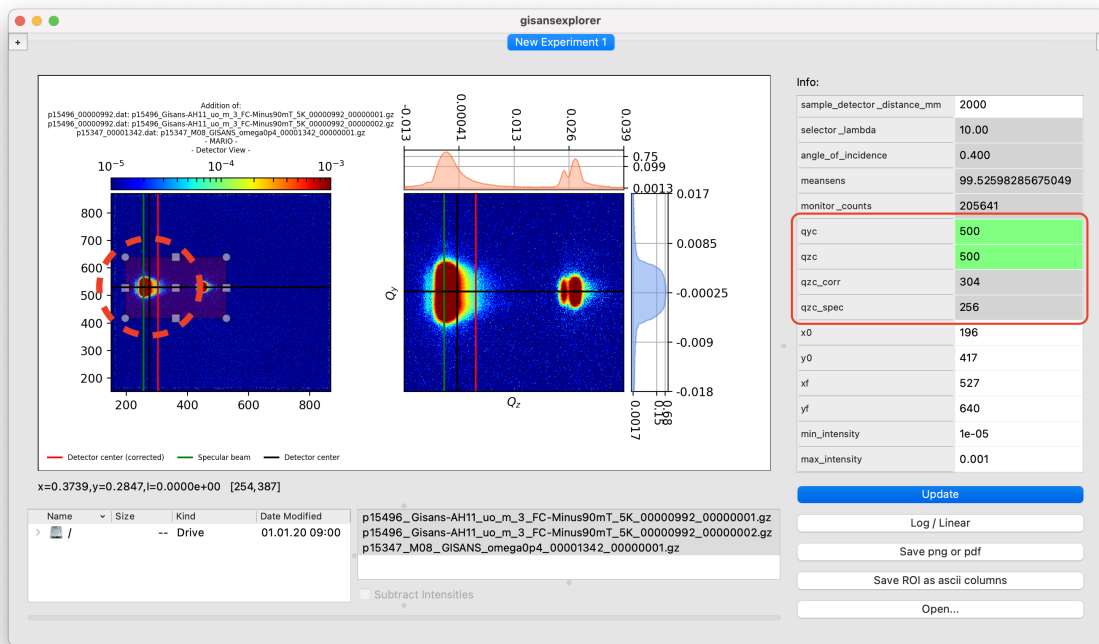 gisansexplorer
+
New Experiment 1
Addition of:
p15496_00000992.dat: p15496_Gisans-AH11_uo_m_3_FC-Minus90mT_5K_00000992_00000001.gz
p15496_00000992.dat: p15496_Gisans-AH11_uo_m_3_FC-Minus90mT_5K_00000992_00000002.gz
p15347_00001342.dat: p15347_M08_GISANS_omega0p4_00001342_00000001.gz
- MARIO -
- Detector View -
10⁻⁵ 10⁻⁴ 10⁻³
800
700
600
500
400
300
200
200 400 600 800
-0.013 0.00041 0.013 0.026 0.039
0.75
0.099
0.0013
0.017
0.0085
-0.00025
-0.009
-0.018
Qy
Qz
0.0017 0.15 0.68
Detector center (corrected) Specular beam Detector center
x=0.3739,y=0.2847,I=0.0000e+00 [254,387]
Name Size Kind Date Modified
/ -- Drive 01.01.20 09:00
p15496_Gisans-AH11_uo_m_3_FC-Minus90mT_5K_00000992_00000001.gz
p15496_Gisans-AH11_uo_m_3_FC-Minus90mT_5K_00000992_00000002.gz
p15347_M08_GISANS_omega0p4_00001342_00000001.gz
Subtract Intensities
Info:
sample_detector_distance_mm 2000
selector_lambda 10.00
angle_of_incidence 0.400
meansens 99.52598285675049
monitor_counts 205641
qyc 500
qzc 500
qzc_corr 304
qzc_spec 256
x0 196
y0 417
xf 527
yf 640
min_intensity 1e-05
max_intensity 0.001
Update
Log / Linear
Save png or pdf
Save ROI as ascii columns
Open...